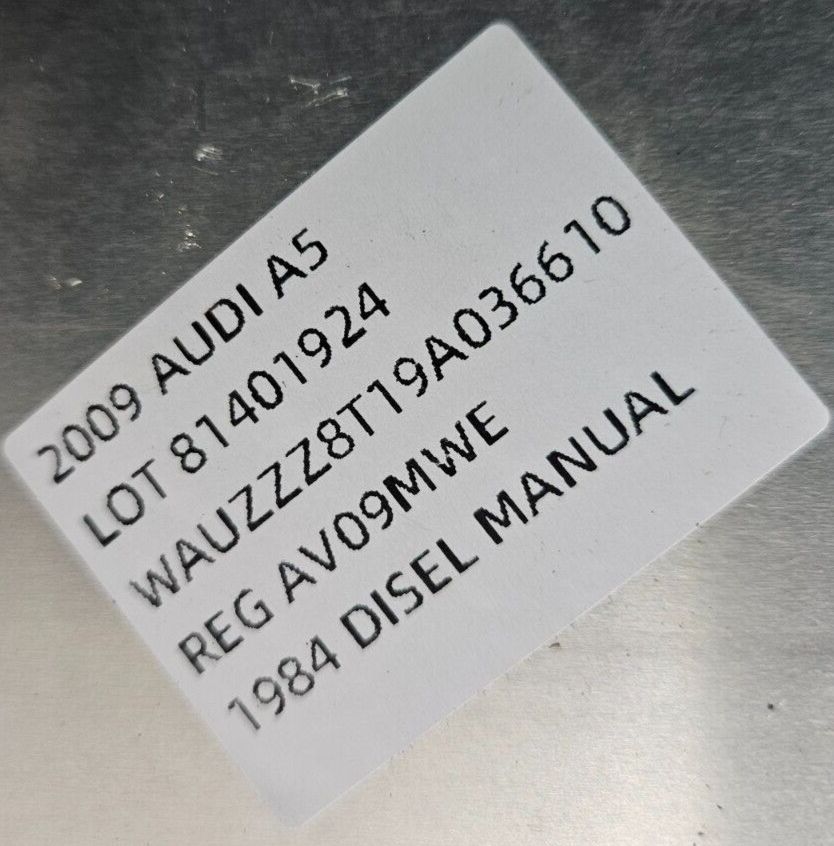 2009 AUDI A5
LOT 81401924
WAUZZZ8T19A036610
REG AV09MWE
1984 DISEL MANUAL